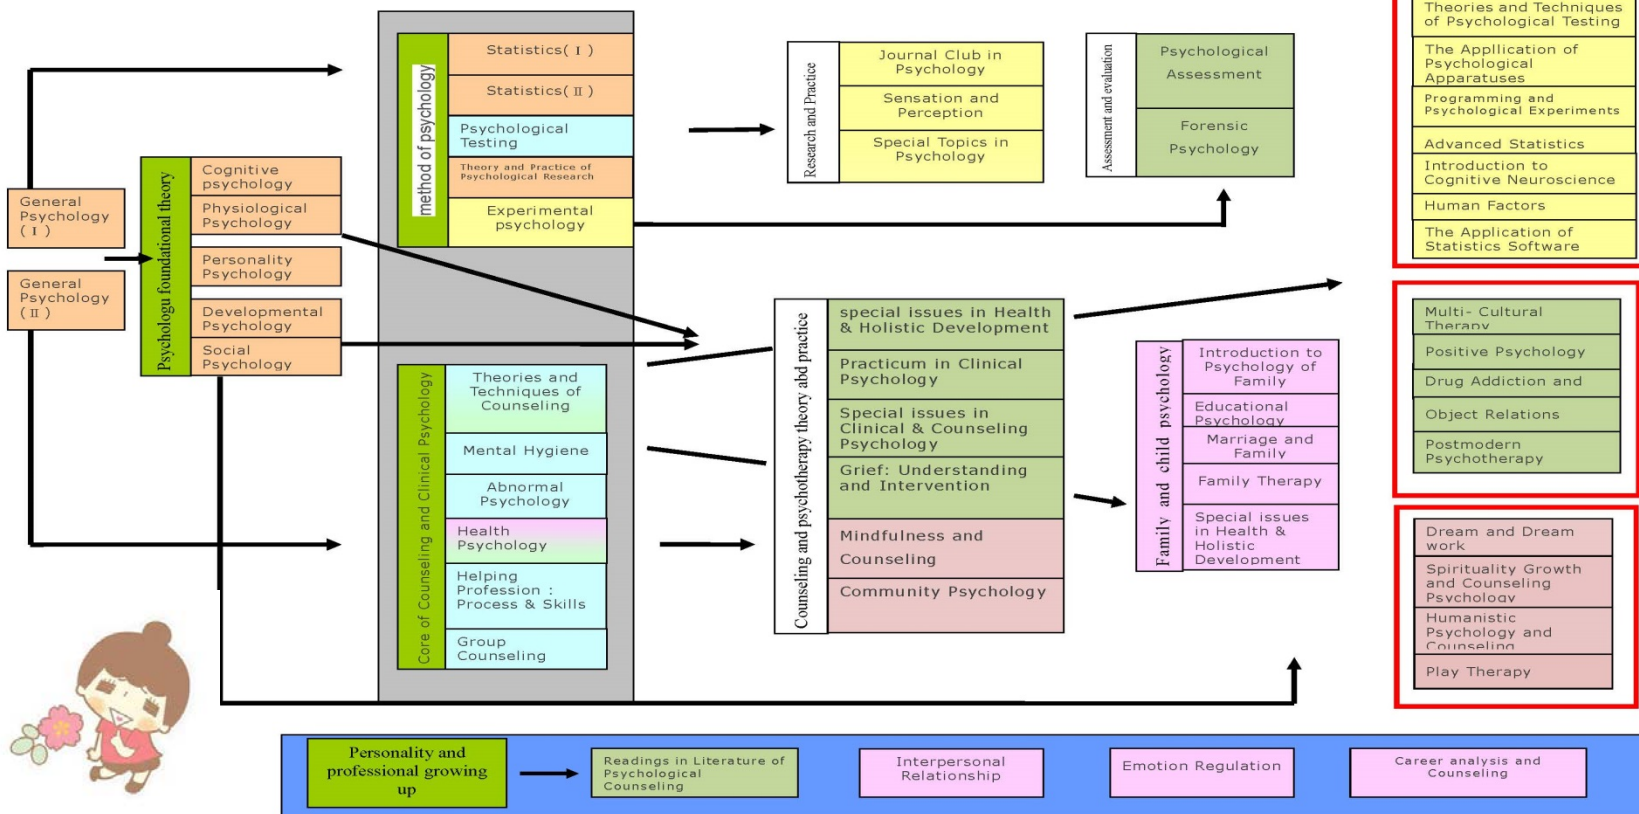 General
Psychology
( I )
General
Psychology
( II )
Psychologu foundational theory
Cognitive
psychology
Physiological
Psychology
Personality
Psychology
Developmental
Psychology
Social
Psychology
method of psychology
Statistics( I )
Statistics( II )
Psychological
Testing
Theory and Practice of
Psychological Research
Experimental
psychology
Core of Counseling and Clinical Psychology
Theories and
Techniques of
Counseling
Mental Hygiene
Abnormal
Psychology
Health
Psychology
Helping
Profession :
Process & Skills
Group
Counseling
Research and Practice
Journal Club in
Psychology
Sensation and
Perception
Special Topics in
Psychology
Assessment and evaluation
Psychological
Assessment
Forensic
Psychology
Counseling and psychotherapy theory abd practice
special issues in Health
& Holistic Development
Practicum in Clinical
Psychology
Special issues in
Clinical & Counseling
Psychology
Grief: Understanding
and Intervention
Mindfulness and
Counseling
Community Psychology
Family and child psychology
Introduction to
Psychology of
Family
Educational
Psychology
Marriage and
Family
Family Therapy
Special issues
in Health &
Holistic
Development
Theories and Techniques
of Psychological Testing
The Appllication of
Psychological
Apparatuses
Programming and
Psychological Experiments
Advanced Statistics
Introduction to
Cognitive Neuroscience
Human Factors
The Application of
Statistics Software
Multi- Cultural
Therapy
Positive Psychology
Drug Addiction and
Object Relations
Postmodern
Psychotherapy
Dream and Dream
work
Spirituality Growth
and Counseling
Psychology
Humanistic
Psychology and
Counseling
Play Therapy
Personality and
professional growing
up
Readings in Literature of
Psychological
Counseling
Interpersonal
Relationship
Emotion Regulation
Career analysis and
Counseling